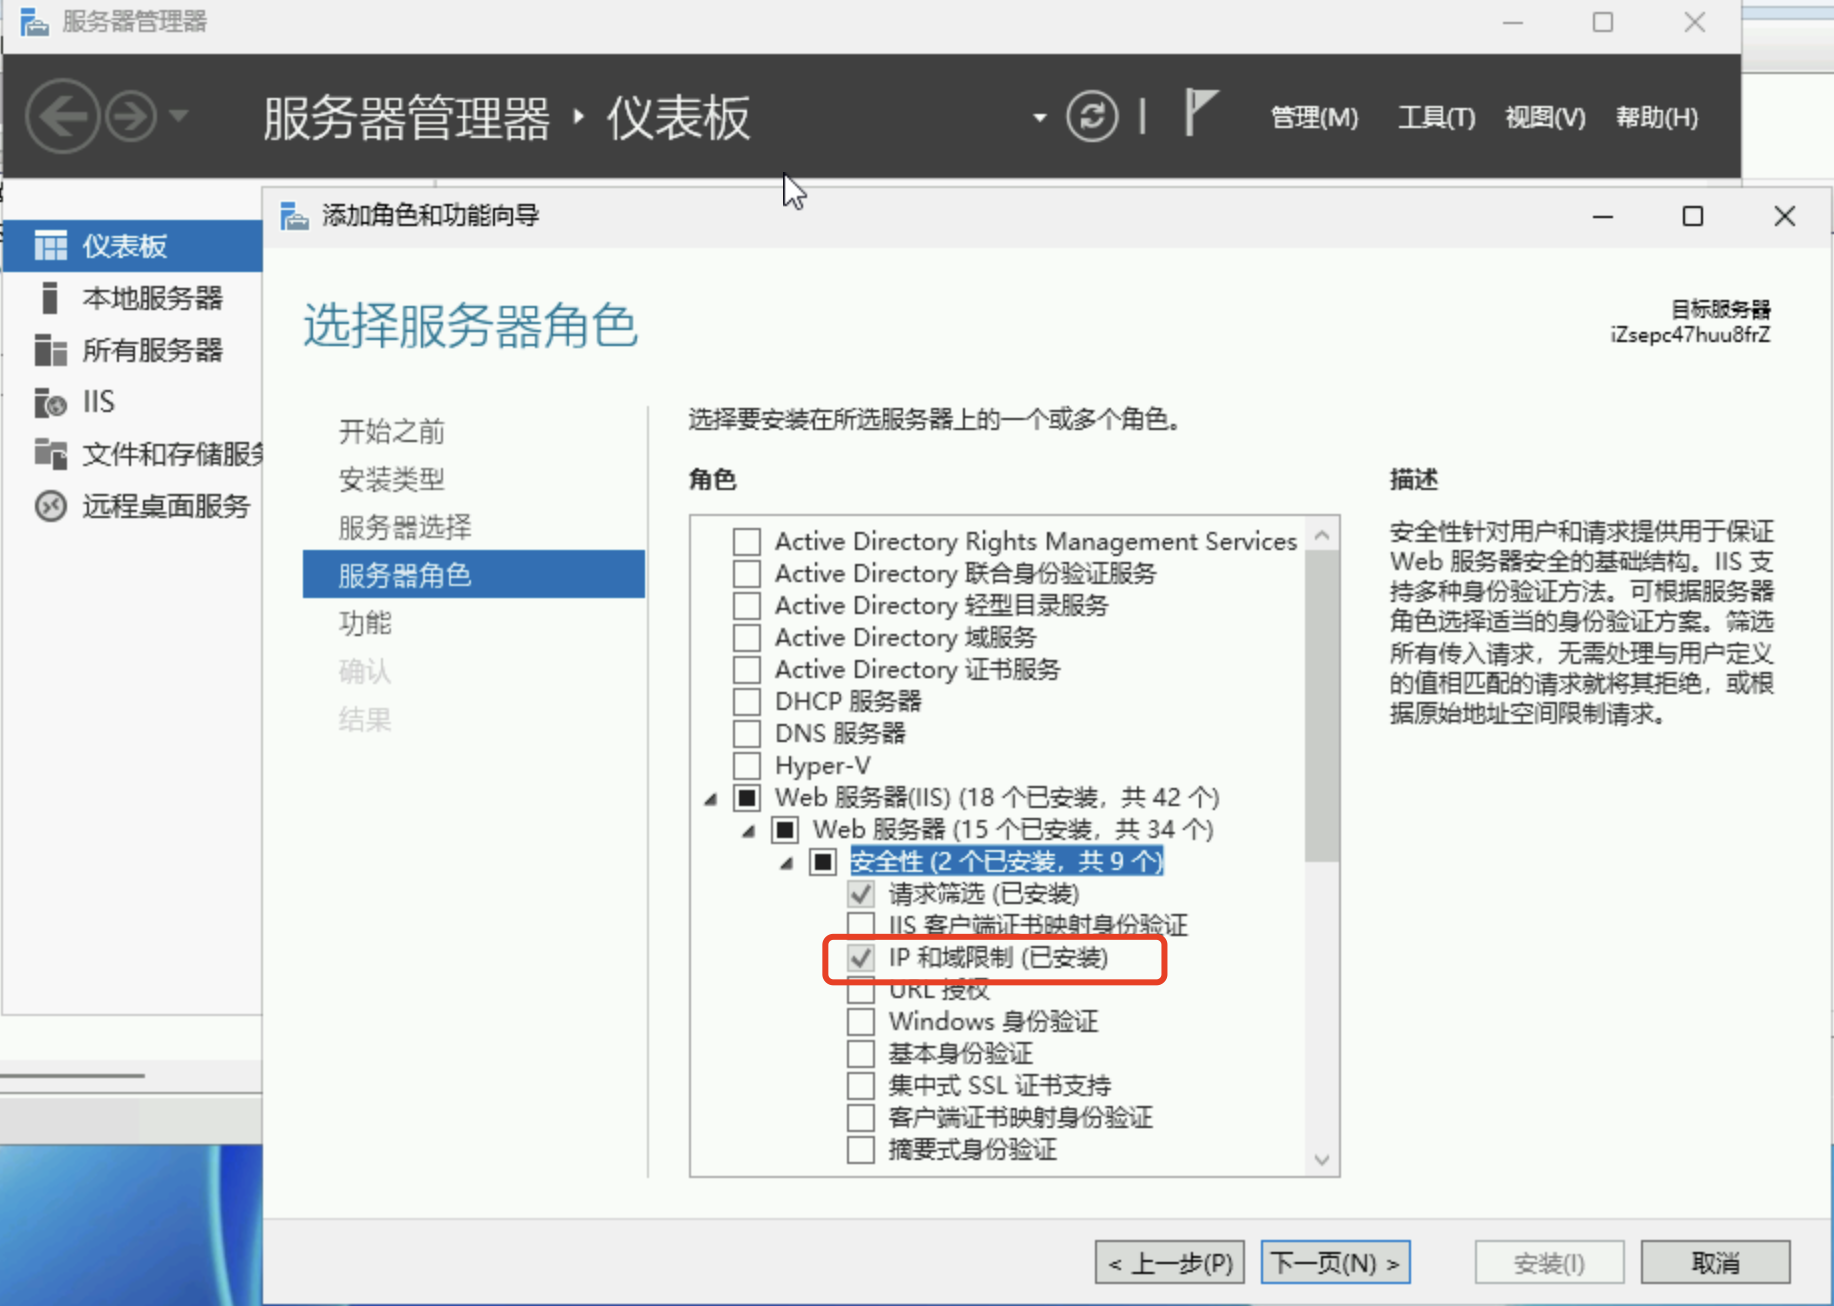 服务器管理器
服务器管理器 ‣ 仪表板
管理(M) 工具(T) 视图(V) 帮助(H)
仪表板
本地服务器
所有服务器
IIS
文件和存储服务
远程桌面服务
添加角色和功能向导
选择服务器角色
目标服务器
iZsepc47huu8frZ
开始之前
安装类型
服务器选择
服务器角色
功能
确认
结果
选择要安装在所选服务器上的一个或多个角色。
角色
Active Directory Rights Management Services
Active Directory 联合身份验证服务
Active Directory 轻型目录服务
Active Directory 域服务
Active Directory 证书服务
DHCP 服务器
DNS 服务器
Hyper-V
Web 服务器(IIS) (18 个已安装，共 42 个)
Web 服务器 (15 个已安装，共 34 个)
安全性 (2 个已安装，共 9 个)
请求筛选 (已安装)
IIS 客户端证书映射身份验证
IP 和域限制 (已安装)
URL 授权
Windows 身份验证
基本身份验证
集中式 SSL 证书支持
客户端证书映射身份验证
摘要式身份验证
描述
安全性针对用户和请求提供用于保证
Web 服务器安全的基础结构。IIS 支
持多种身份验证方法。可根据服务器
角色选择适当的身份验证方案。筛选
所有传入请求，无需处理与用户定义
的值相匹配的请求就将其拒绝，或根
据原始地址空间限制请求。
< 上一步(P) 下一页(N) > 安装(I) 取消